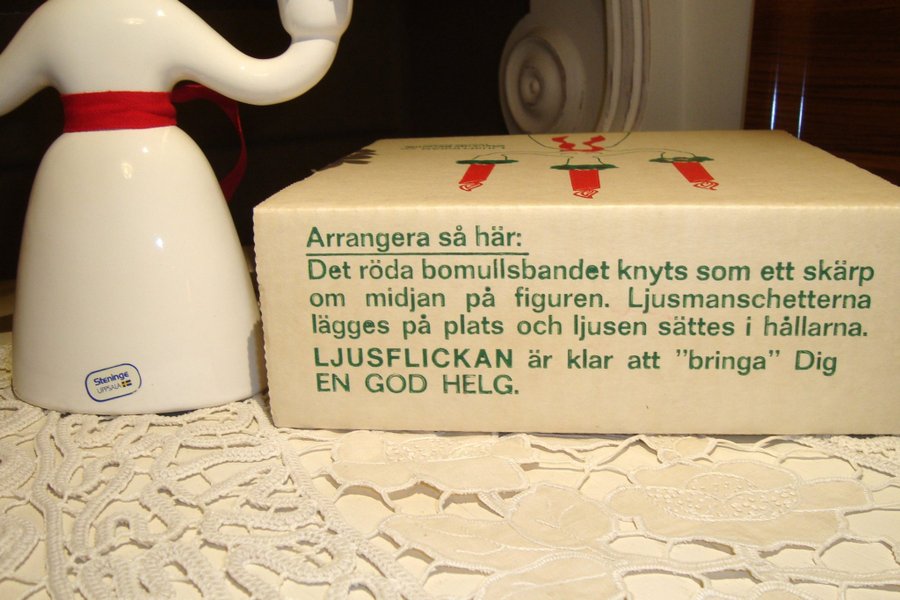 Arrangera så här:
Det röda bomullsbandet knyts som ett skärp
om midjan på figuren. Ljusmanschetterna
lägges på plats och ljusen sättes i hållarna.
LJUSFLICKAN är klar att "bringa" Dig
EN GOD HELG.
Steninge
UPPSALA